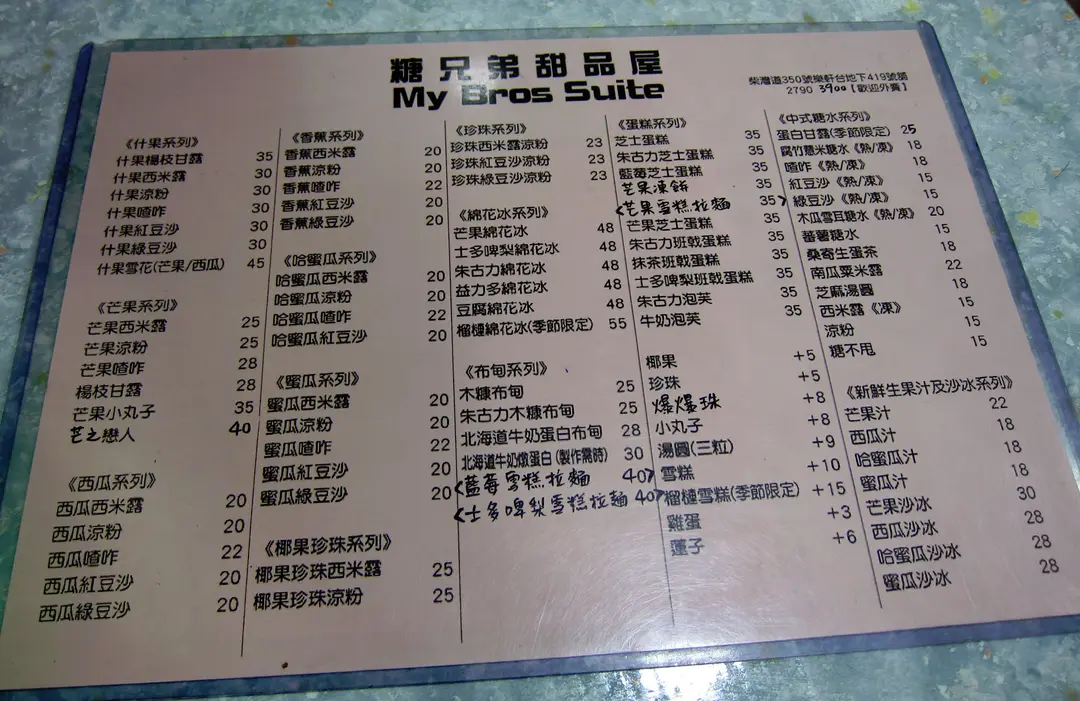 糖兄弟甜品屋
My Bros Suite
柴灣道350號樂軒台地下419號舖
2790 3900【歡迎外賣】
《什果系列》
什果楊枝甘露 35
什果西米露 30
什果涼粉 30
什果喳咋 30
什果紅豆沙 30
什果綠豆沙 30
什果雪花(芒果/西瓜) 45
《芒果系列》
芒果西米露 25
芒果涼粉 25
芒果喳咋 28
楊枝甘露 28
芒果小丸子 35
芒之戀人 40
《西瓜系列》
西瓜西米露 20
西瓜涼粉 20
西瓜喳咋 22
西瓜紅豆沙 20
西瓜綠豆沙 20
《香蕉系列》
香蕉西米露 20
香蕉涼粉 20
香蕉喳咋 22
香蕉紅豆沙 20
香蕉綠豆沙 20
《哈蜜瓜系列》
哈蜜瓜西米露 20
哈蜜瓜涼粉 20
哈蜜瓜喳咋 22
哈蜜瓜紅豆沙 20
《蜜瓜系列》
蜜瓜西米露 20
蜜瓜涼粉 20
蜜瓜喳咋 22
蜜瓜紅豆沙 20
蜜瓜綠豆沙 20
《椰果珍珠系列》
椰果珍珠西米露 25
椰果珍珠涼粉 25
《珍珠系列》
珍珠西米露涼粉 23
珍珠紅豆沙涼粉 23
珍珠綠豆沙涼粉 23
《綿花冰系列》
芒果綿花冰 48
士多啤梨綿花冰 48
朱古力綿花冰 48
益力多綿花冰 48
豆腐綿花冰 48
榴槤綿花冰(季節限定) 55
《布甸系列》
木糠布甸 25
朱古力木糠布甸 25
北海道牛奶蛋白布甸 28
北海道牛奶燉蛋白(製作需時) 30
<藍莓雪糕拉麵 40>
<士多啤梨雪糕拉麵 40>
《蛋糕系列》
芝士蛋糕 35
朱古力芝士蛋糕 35
藍莓芝士蛋糕 35
芒果凍餅 35
<芒果雪糕拉麵 35>
芒果芝士蛋糕 35
朱古力班戟蛋糕 35
抹茶班戟蛋糕 35
士多啤梨班戟蛋糕 35
朱古力泡芙 35
牛奶泡芙 35
椰果 +5
珍珠 +5
爆爆珠 +8
小丸子 +8
湯圓(三粒) +9
雪糕 +10
榴槤雪糕(季節限定) +15
雞蛋 +3
蓮子 +6
《中式糖水系列》
蛋白甘露(季節限定) 25
腐竹薏米糖水《熱/凍》 18
喳咋《熱/凍》 18
紅豆沙《熱/凍》 15
綠豆沙《熱/凍》 15
木瓜雪耳糖水《熱/凍》 20
蕃薯糖水 15
桑寄生蛋茶 18
南瓜粟米露 22
芝麻湯圓 18
西米露《凍》 15
涼粉 15
糖不甩 15
《新鮮生果汁及沙冰系列》
芒果汁 22
西瓜汁 18
哈蜜瓜汁 18
蜜瓜汁 18
芒果沙冰 30
西瓜沙冰 28
哈蜜瓜沙冰 28
蜜瓜沙冰 28